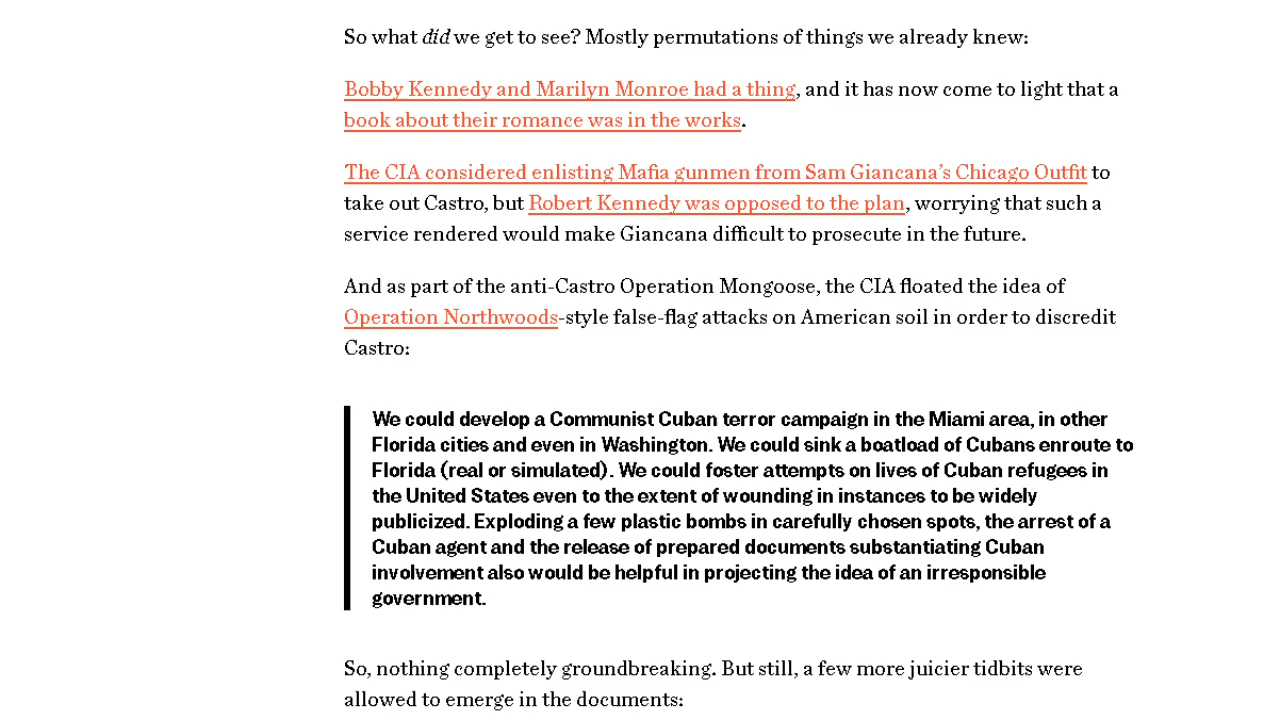 So what did we get to see? Mostly permutations of things we already knew:
Bobby Kennedy and Marilyn Monroe had a thing, and it has now come to light that a
book about their romance was in the works.
The CIA considered enlisting Mafia gunmen from Sam Giancana’s Chicago Outfit to
take out Castro, but Robert Kennedy was opposed to the plan, worrying that such a
service rendered would make Giancana difficult to prosecute in the future.
And as part of the anti-Castro Operation Mongoose, the CIA floated the idea of
Operation Northwoods-style false-flag attacks on American soil in order to discredit
Castro:
We could develop a Communist Cuban terror campaign in the Miami area, in other
Florida cities and even in Washington. We could sink a boatload of Cubans enroute to
Florida (real or simulated). We could foster attempts on lives of Cuban refugees in
the United States even to the extent of wounding in instances to be widely
publicized. Exploding a few plastic bombs in carefully chosen spots, the arrest of a
Cuban agent and the release of prepared documents substantiating Cuban
involvement also would be helpful in projecting the idea of an irresponsible
government.
So, nothing completely groundbreaking. But still, a few more juicier tidbits were
allowed to emerge in the documents: